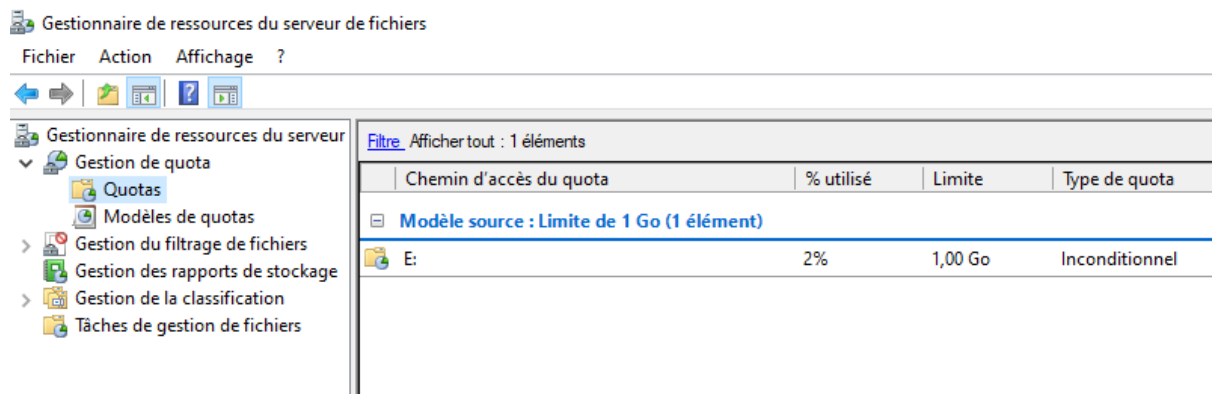 Gestionnaire de ressources du serveur de fichiers
Fichier Action Affichage ?
Gestionnaire de ressources du serveur
Gestion de quota
Quotas
Modèles de quotas
Gestion du filtrage de fichiers
Gestion des rapports de stockage
Gestion de la classification
Tâches de gestion de fichiers
Filtre Afficher tout : 1 éléments
Chemin d'accès du quota % utilisé Limite Type de quota
Modèle source : Limite de 1 Go (1 élément)
E: 2% 1,00 Go Inconditionnel